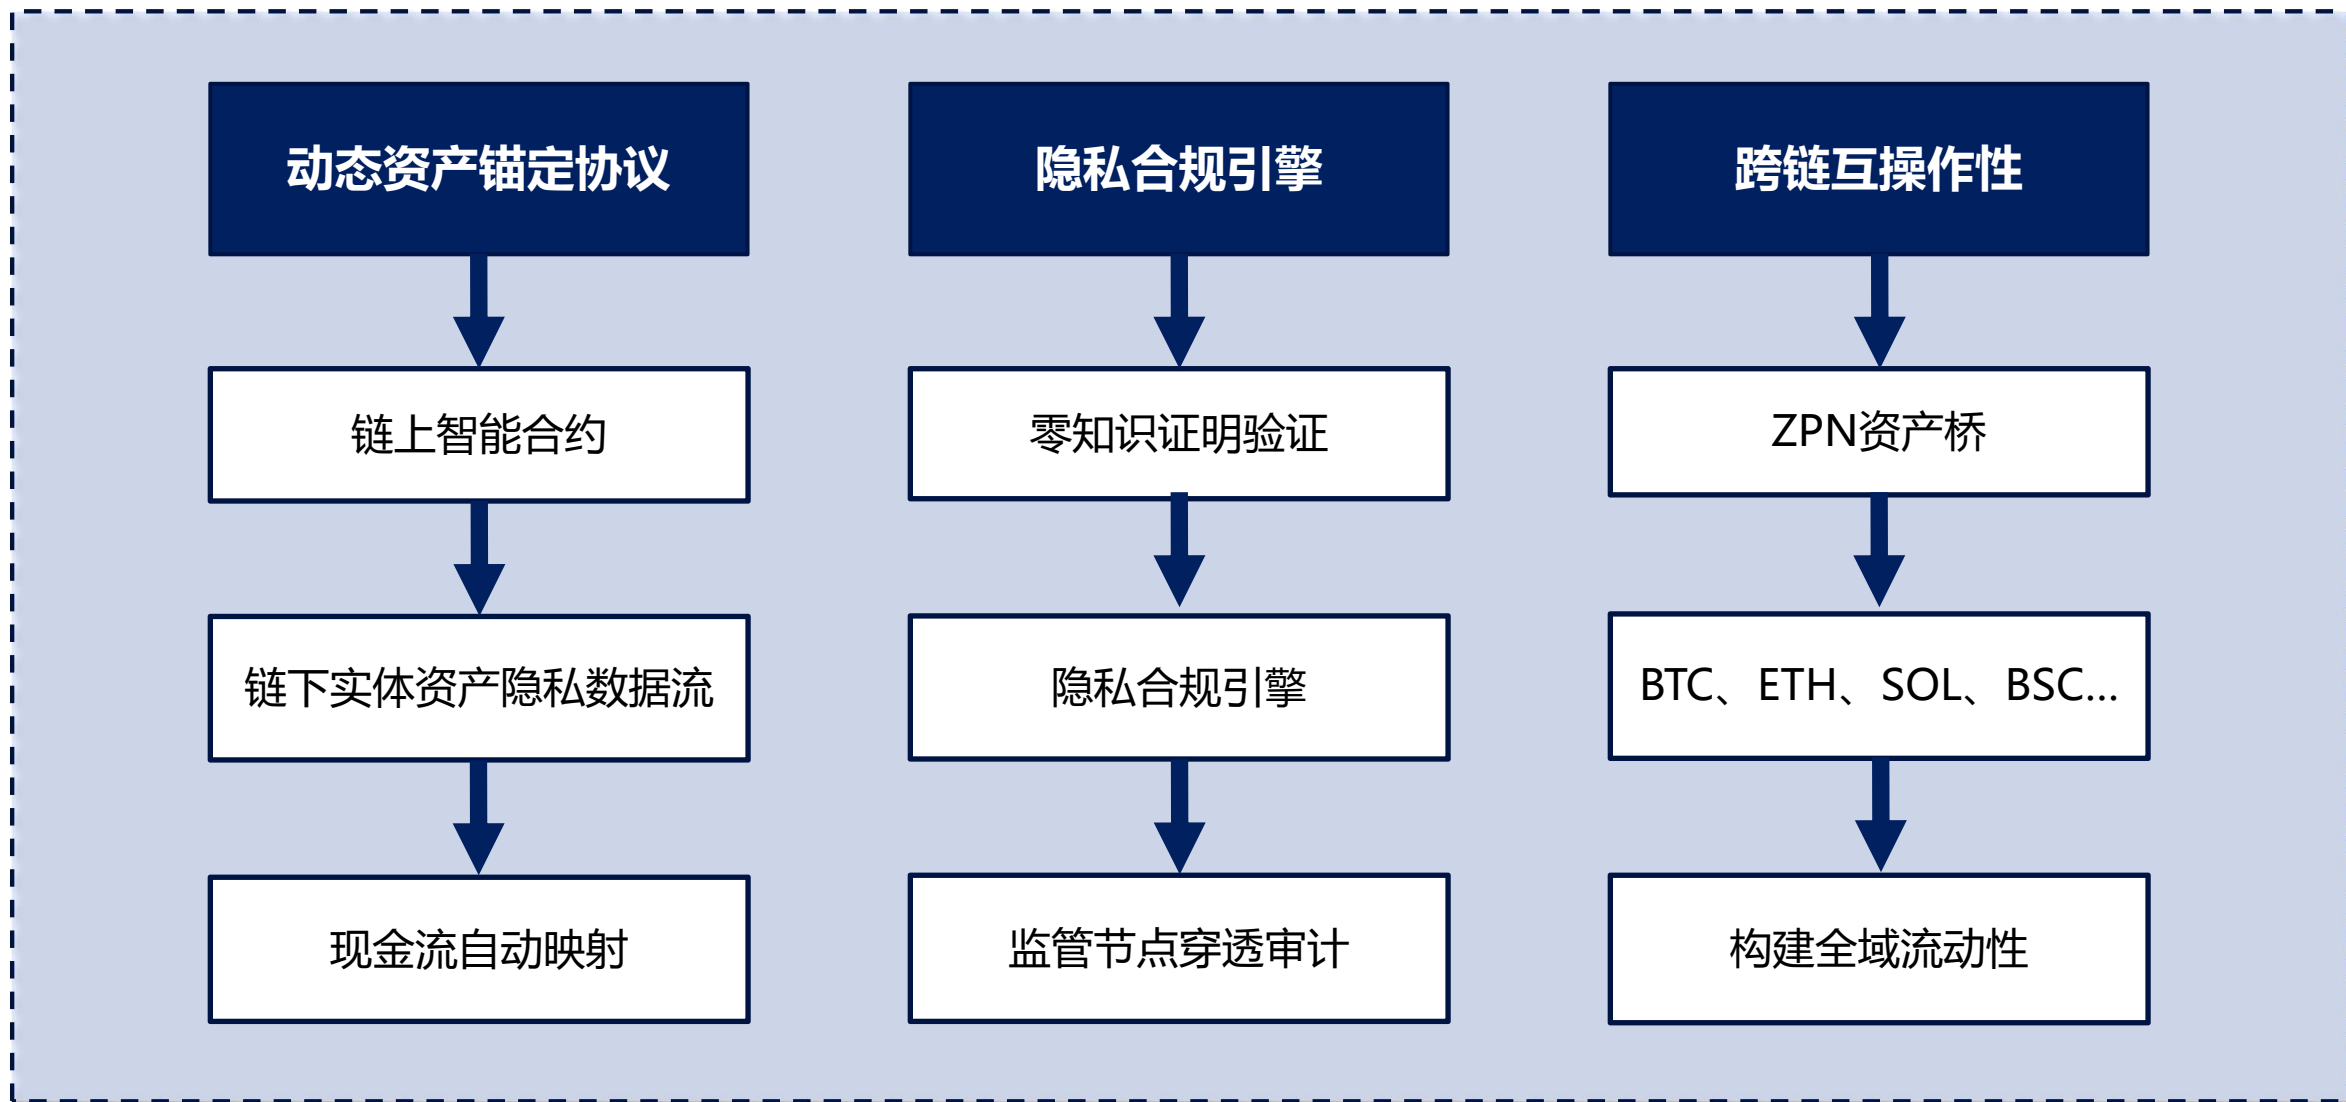 动态资产锚定协议
链上智能合约
链下实体资产隐私数据流
现金流自动映射
隐私合规引擎
零知识证明验证
隐私合规引擎
监管节点穿透审计
跨链互操作性
ZPN资产桥
BTC、ETH、SOL、BSC...
构建全域流动性